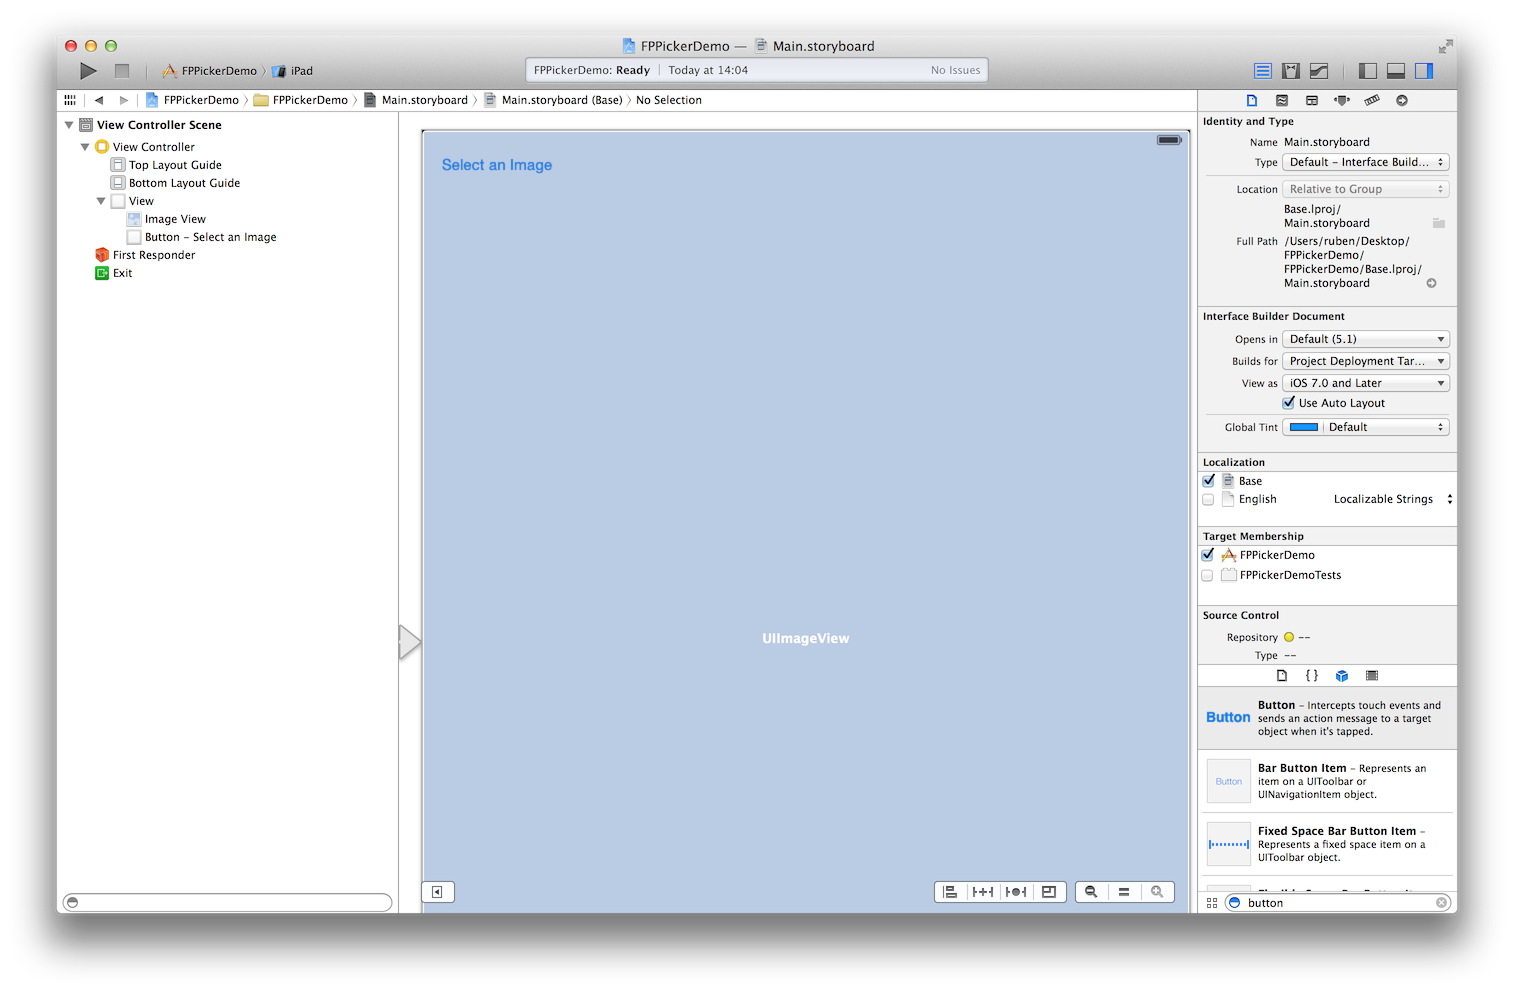 FPPickerDemo — Main.storyboard
FPPickerDemo 〉 iPad
FPPickerDemo: Ready | Today at 14:04 No Issues
FPPickerDemo 〉 FPPickerDemo 〉 Main.storyboard 〉 Main.storyboard (Base) 〉 No Selection
View Controller Scene
View Controller
Top Layout Guide
Bottom Layout Guide
View
Image View
Button – Select an Image
First Responder
Exit
Select an Image
UIImageView
Identity and Type
Name Main.storyboard
Type Default – Interface Build...
Location Relative to Group
Base.lproj/
Main.storyboard
Full Path /Users/ruben/Desktop/
FPPickerDemo/
FPPickerDemo/Base.lproj/
Main.storyboard
Interface Builder Document
Opens in Default (5.1)
Builds for Project Deployment Tar...
View as iOS 7.0 and Later
Use Auto Layout
Global Tint Default
Localization
Base
English Localizable Strings
Target Membership
FPPickerDemo
FPPickerDemoTests
Source Control
Repository --
Type --
{ }
Button
Button – Intercepts touch events and
sends an action message to a target
object when it's tapped.
Button
Bar Button Item – Represents an
item on a UIToolbar or
UINavigationItem object.
Fixed Space Bar Button Item –
Represents a fixed space item on a
UIToolbar object.
button